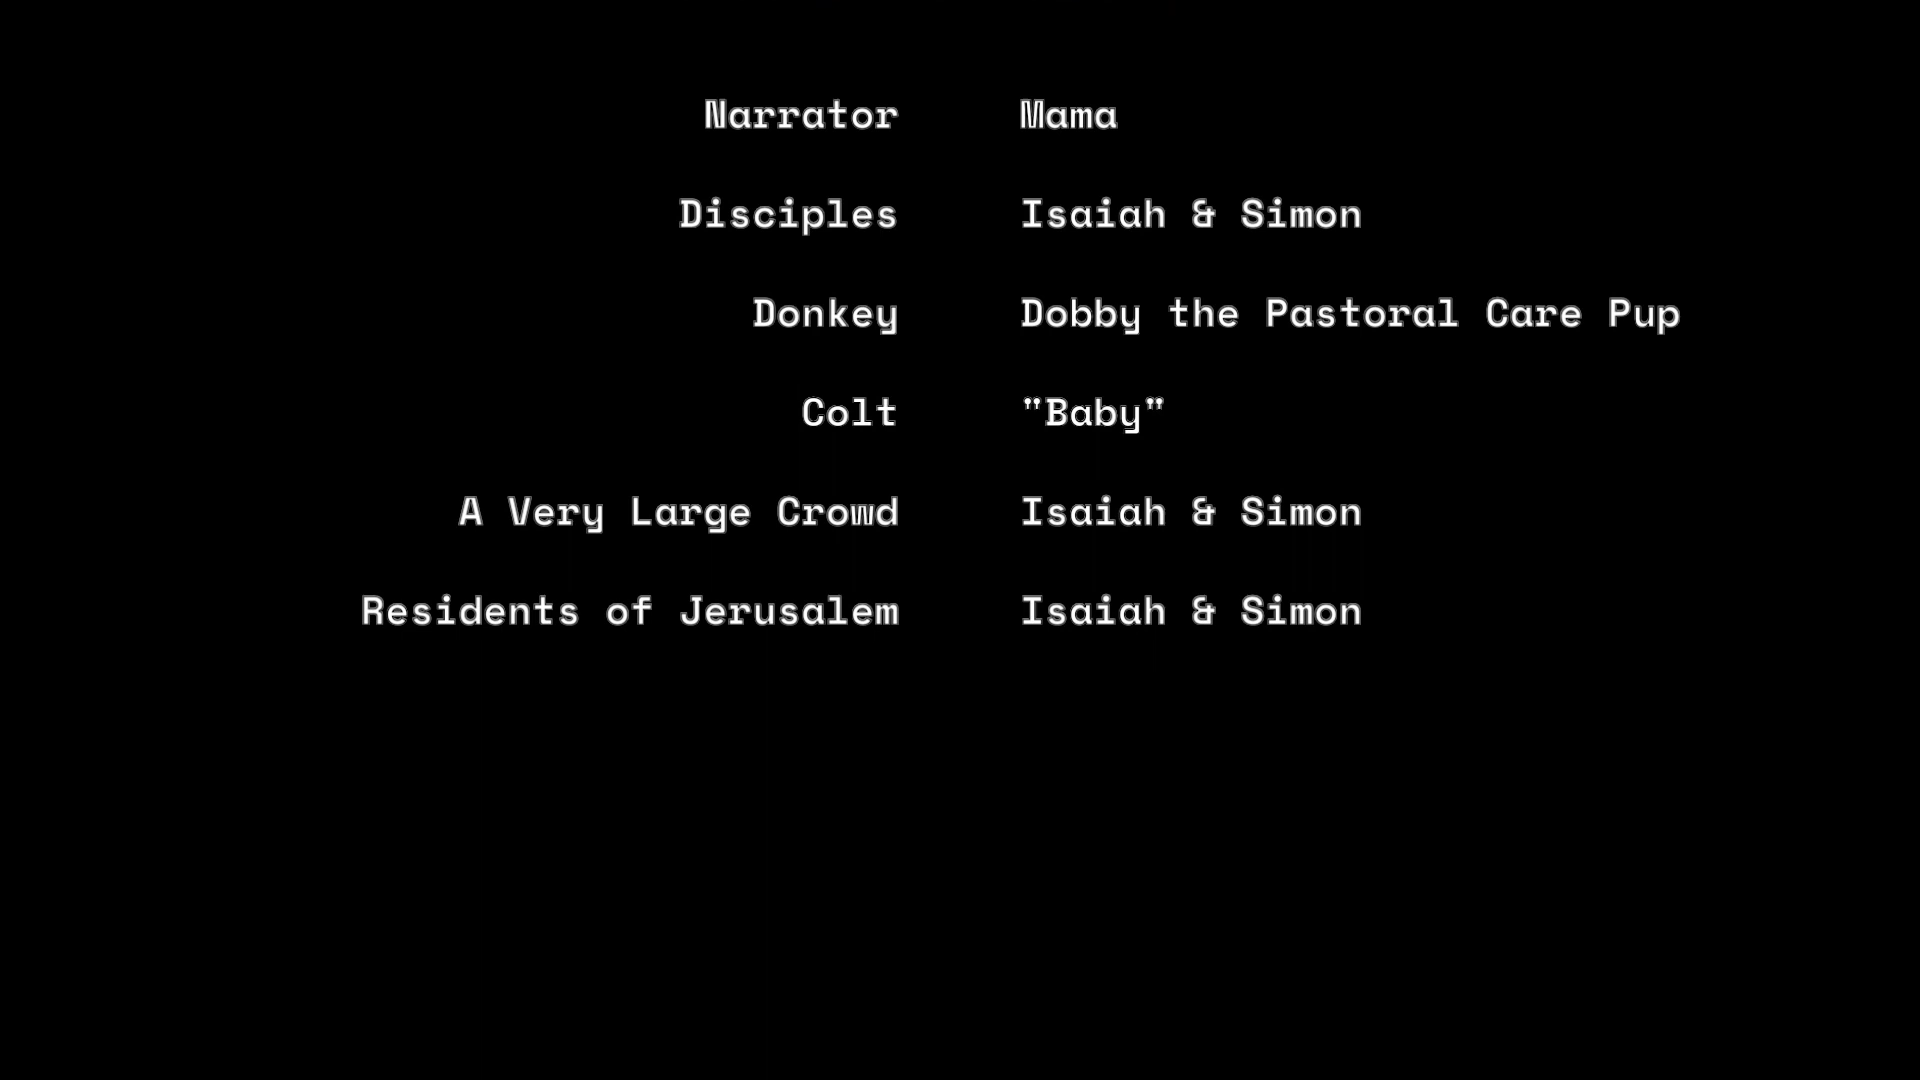 Narrator Mama
Disciples Isaiah & Simon
Donkey Dobby the Pastoral Care Pup
Colt "Baby"
A Very Large Crowd Isaiah & Simon
Residents of Jerusalem Isaiah & Simon